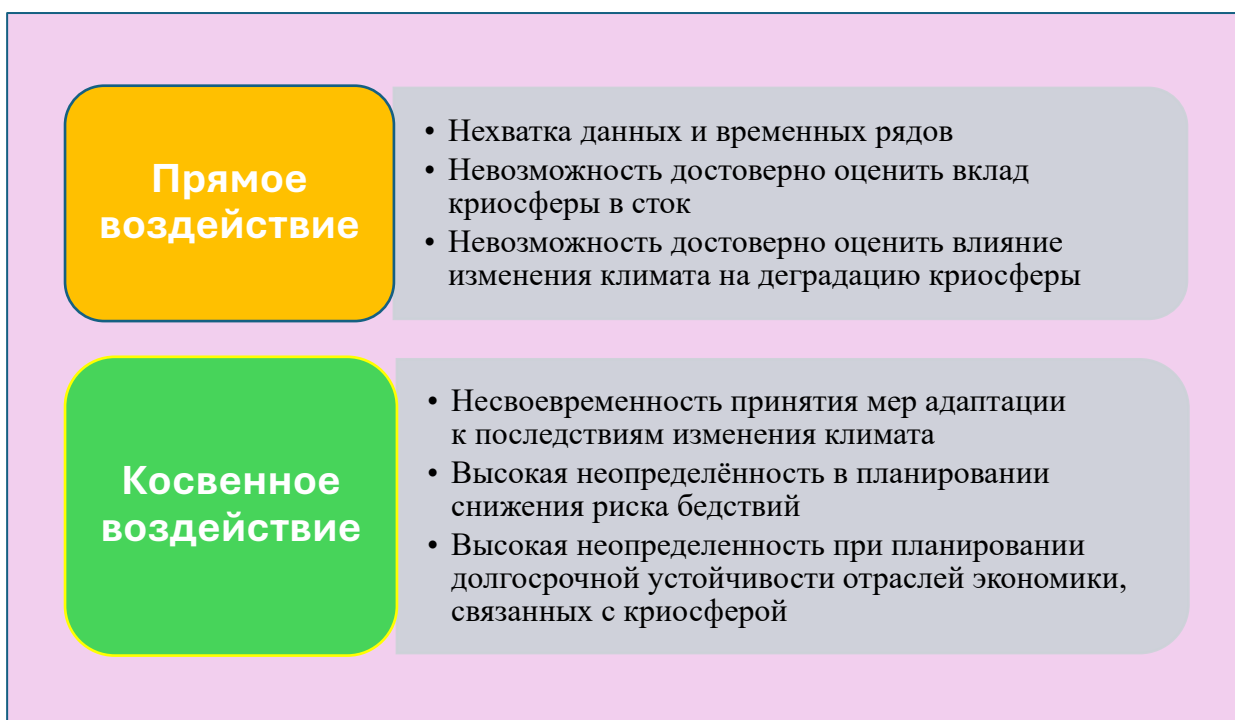 Прямое
воздействие
• Нехватка данных и временных рядов
• Невозможность достоверно оценить вклад
криосферы в сток
• Невозможность достоверно оценить влияние
изменения климата на деградацию криосферы
Косвенное
воздействие
• Несвоевременность принятия мер адаптации
к последствиям изменения климата
• Высокая неопределённость в планировании
снижения риска бедствий
• Высокая неопределенность при планировании
долгосрочной устойчивости отраслей экономики,
связанных с криосферой